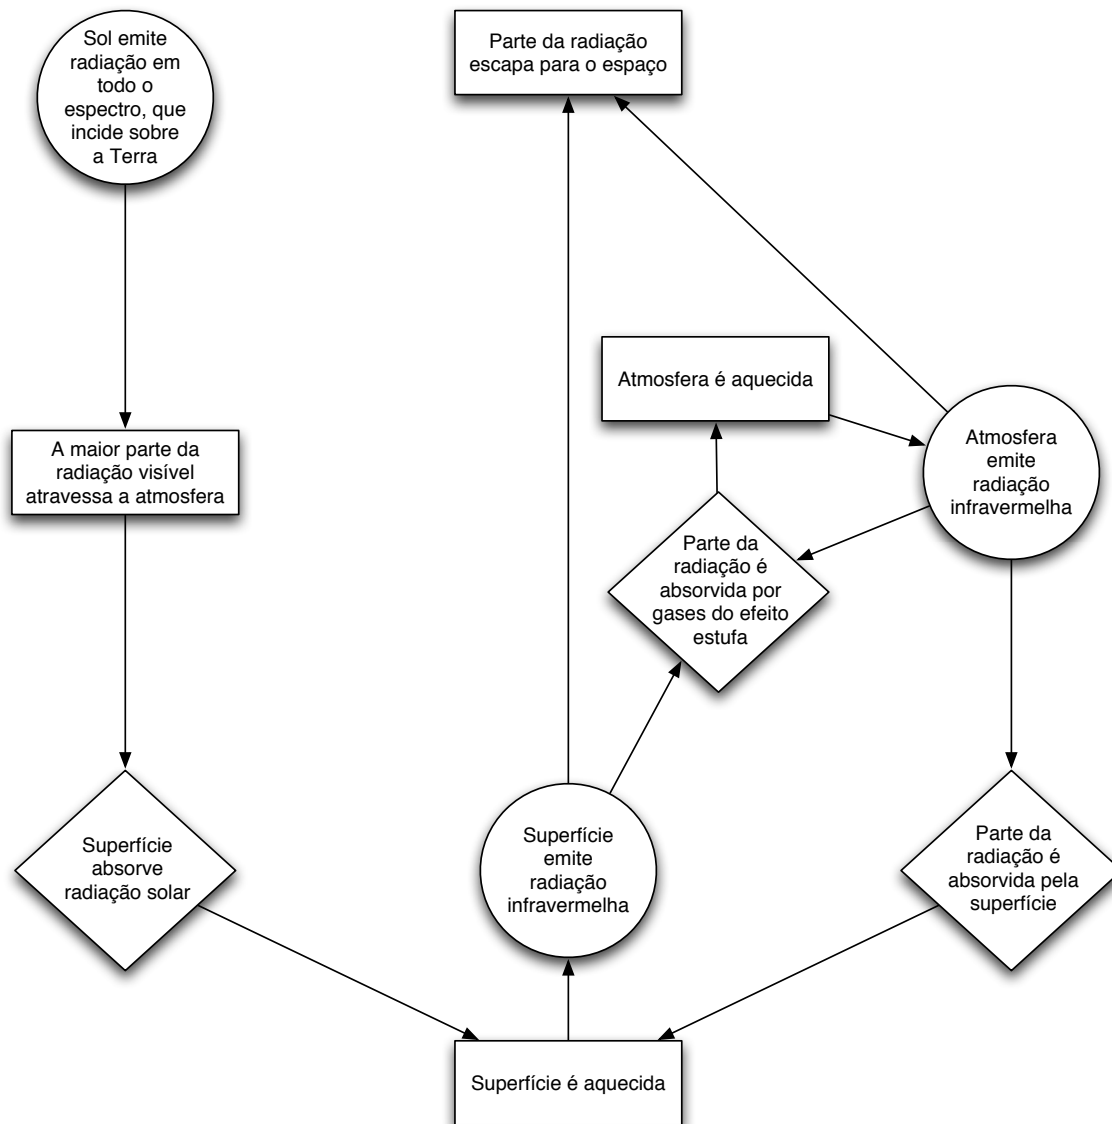 Sol emite
radiação em
todo o
espectro, que
incide sobre
a Terra
Parte da radiação
escapa para o espaço
Atmosfera é aquecida
Atmosfera
emite
radiação
infravermelha
A maior parte da
radiação visível
atravessa a atmosfera
Parte da
radiação é
absorvida por
gases do efeito
estufa
Superfície
absorve
radiação solar
Superfície
emite
radiação
infravermelha
Parte da
radiação é
absorvida pela
superfície
Superfície é aquecida